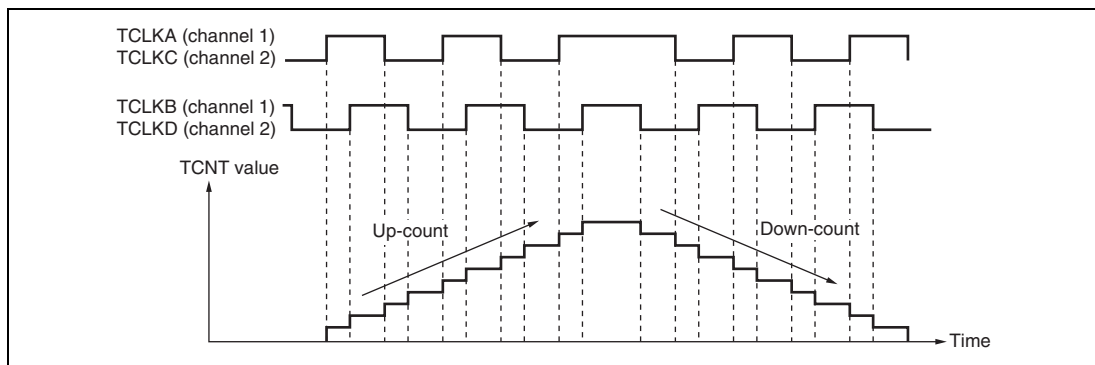 TCLKA (channel 1)
TCLKC (channel 2)
TCLKB (channel 1)
TCLKD (channel 2)
TCNT value
Up-count
Down-count
Time